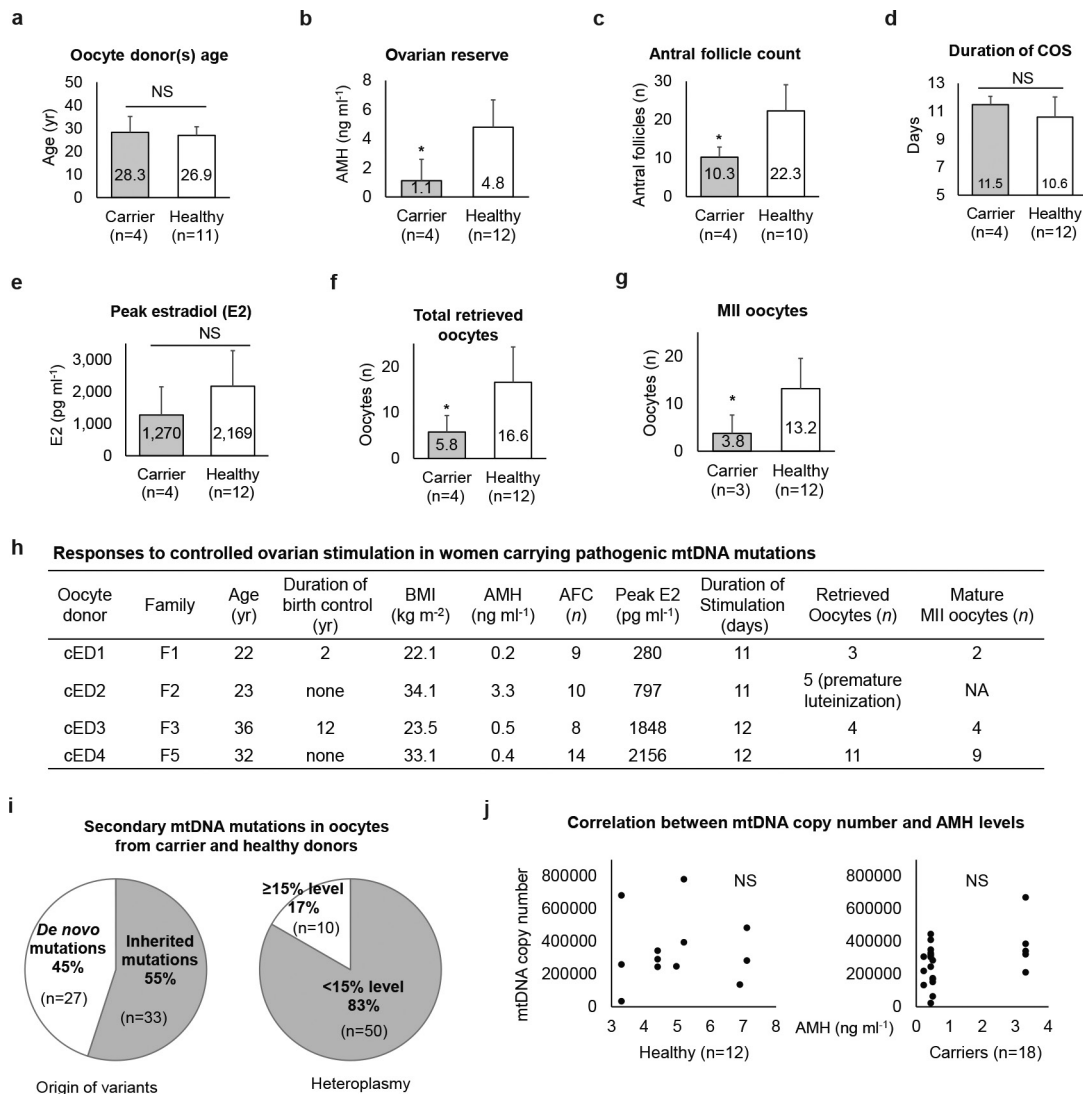 a
Oocyte donor(s) age
50
40
30
20
10
0
Age (yr)
NS
28.3
26.9
Carrier
(n=4)
Healthy
(n=11)
b
Ovarian reserve
8
6
4
2
0
AMH (ng ml-1)
*
1.1
4.8
Carrier
(n=4)
Healthy
(n=12)
c
Antral follicle count
30
20
10
0
Antral follicles (n)
*
10.3
22.3
Carrier
(n=4)
Healthy
(n=10)
d
Duration of COS
13
11
9
7
5
Days
NS
11.5
10.6
Carrier
(n=4)
Healthy
(n=12)
e
Peak estradiol (E2)
NS
3,000
2,000
1,000
0
E2 (pg ml-1)
1,270
2,169
Carrier
(n=4)
Healthy
(n=12)
f
Total retrieved
oocytes
20
10
0
Oocytes (n)
*
5.8
16.6
Carrier
(n=4)
Healthy
(n=12)
g
MII oocytes
20
10
0
Oocytes (n)
*
3.8
13.2
Carrier
(n=3)
Healthy
(n=12)
h Responses to controlled ovarian stimulation in women carrying pathogenic mtDNA mutations
Oocyte donor Family Age (yr) Duration of birth control (yr) BMI (kg m-2) AMH (ng ml-1) AFC (n) Peak E2 (pg ml-1) Duration of Stimulation (days) Retrieved Oocytes (n) Mature MII oocytes (n)
cED1 F1 22 2 22.1 0.2 9 280 11 3 2
cED2 F2 23 none 34.1 3.3 10 797 11 5 (premature luteinization) NA
cED3 F3 36 12 23.5 0.5 8 1848 12 4 4
cED4 F5 32 none 33.1 0.4 14 2156 12 11 9
i
Secondary mtDNA mutations in oocytes
from carrier and healthy donors
De novo
mutations
45%
(n=27)
Inherited
mutations
55%
(n=33)
Origin of variants
≥15% level
17%
(n=10)
<15% level
83%
(n=50)
Heteroplasmy
j
Correlation between mtDNA copy number and AMH levels
mtDNA copy number
800000
600000
400000
200000
0
NS
3 4 5 6 7 8
Healthy (n=12)
AMH (ng ml-1)
800000
600000
400000
200000
0
NS
0 1 2 3 4
Carriers (n=18)